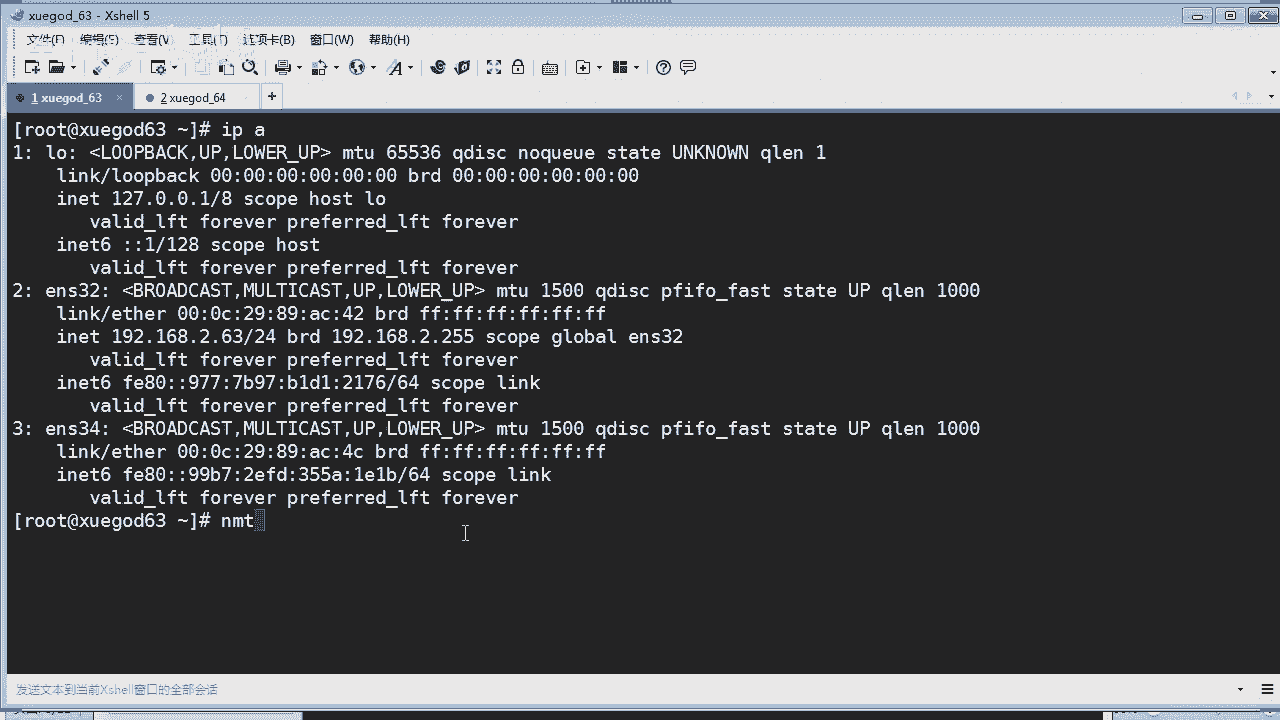 xuegod_63 - Xshell 5
文件(F) 编辑(E) 查看(V) 工具(T) 选项卡(B) 窗口(W) 帮助(H)
1 xuegod_63 × 2 xuegod_64 +
[root@xuegod63 ~]# ip a
1: lo: <LOOPBACK,UP,LOWER_UP> mtu 65536 qdisc noqueue state UNKNOWN qlen 1
link/loopback 00:00:00:00:00:00 brd 00:00:00:00:00:00
inet 127.0.0.1/8 scope host lo
valid_lft forever preferred_lft forever
inet6 ::1/128 scope host
valid_lft forever preferred_lft forever
2: ens32: <BROADCAST,MULTICAST,UP,LOWER_UP> mtu 1500 qdisc pfifo_fast state UP qlen 1000
link/ether 00:0c:29:89:ac:42 brd ff:ff:ff:ff:ff:ff
inet 192.168.2.63/24 brd 192.168.2.255 scope global ens32
valid_lft forever preferred_lft forever
inet6 fe80::977:7b97:b1d1:2176/64 scope link
valid_lft forever preferred_lft forever
3: ens34: <BROADCAST,MULTICAST,UP,LOWER_UP> mtu 1500 qdisc pfifo_fast state UP qlen 1000
link/ether 00:0c:29:89:ac:4c brd ff:ff:ff:ff:ff:ff
inet6 fe80::99b7:2efd:355a:1e1b/64 scope link
valid_lft forever preferred_lft forever
[root@xuegod63 ~]# nmt
发送文本到当前Xshell窗口的全部会话